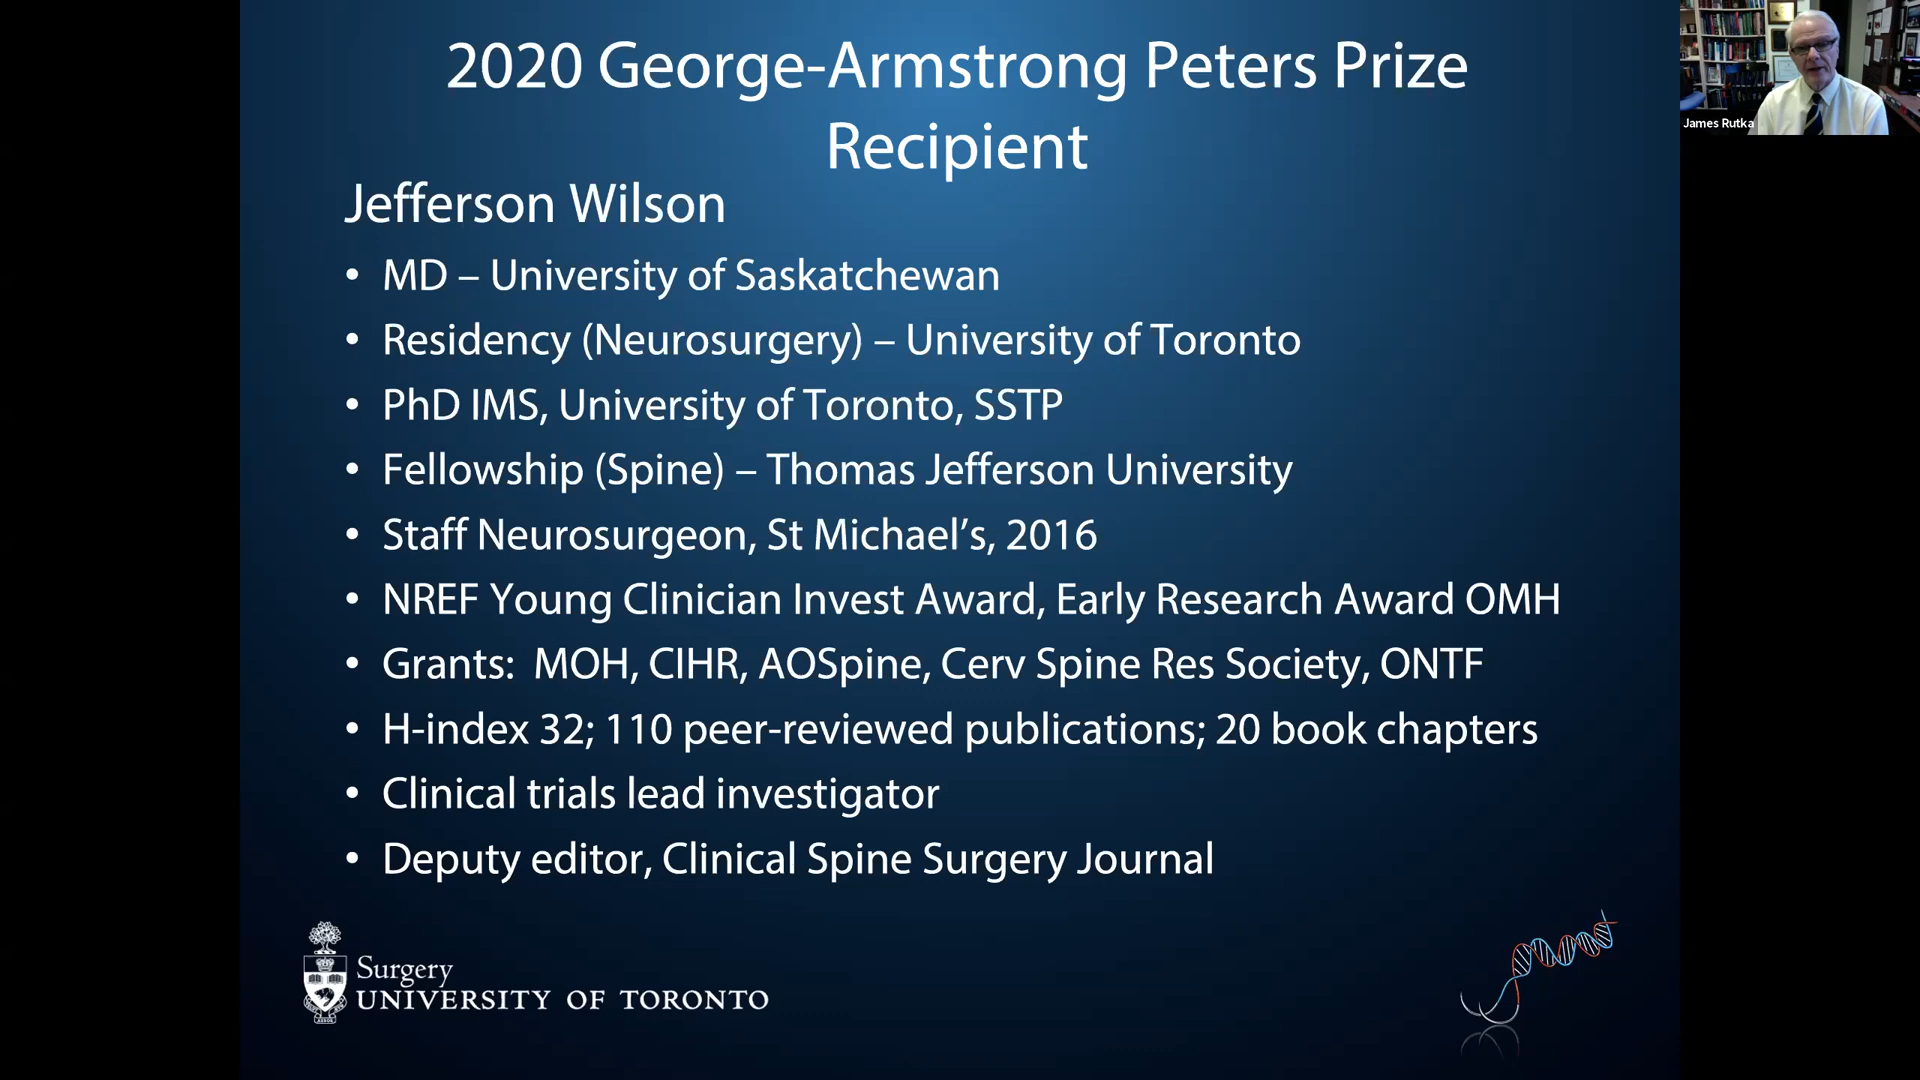 2020 George-Armstrong Peters Prize
Recipient
James Rutka
Jefferson Wilson
• MD – University of Saskatchewan
• Residency (Neurosurgery) – University of Toronto
• PhD IMS, University of Toronto, SSTP
• Fellowship (Spine) – Thomas Jefferson University
• Staff Neurosurgeon, St Michael’s, 2016
• NREF Young Clinician Invest Award, Early Research Award OMH
• Grants:  MOH, CIHR, AOSpine, Cerv Spine Res Society, ONTF
• H-index 32; 110 peer-reviewed publications; 20 book chapters
• Clinical trials lead investigator
• Deputy editor, Clinical Spine Surgery Journal
Surgery
UNIVERSITY OF TORONTO